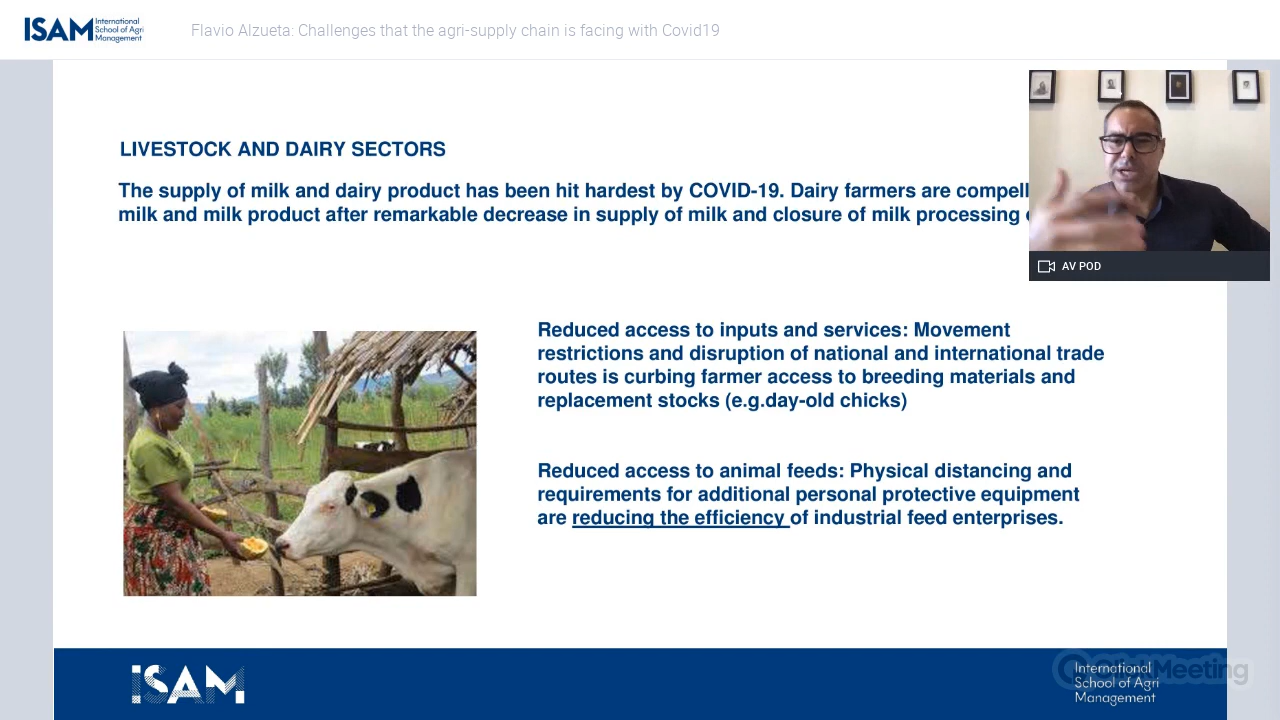 ISAM International
School of Agri
Management
Flavio Alzueta: Challenges that the agri-supply chain is facing with Covid19
LIVESTOCK AND DAIRY SECTORS
The supply of milk and dairy product has been hit hardest by COVID-19. Dairy farmers are compell
milk and milk product after remarkable decrease in supply of milk and closure of milk processing
AV POD
Reduced access to inputs and services: Movement
restrictions and disruption of national and international trade
routes is curbing farmer access to breeding materials and
replacement stocks (e.g.day-old chicks)
Reduced access to animal feeds: Physical distancing and
requirements for additional personal protective equipment
are reducing the efficiency of industrial feed enterprises.
ISAM
International
School of Agri
Management
ClickMeeting